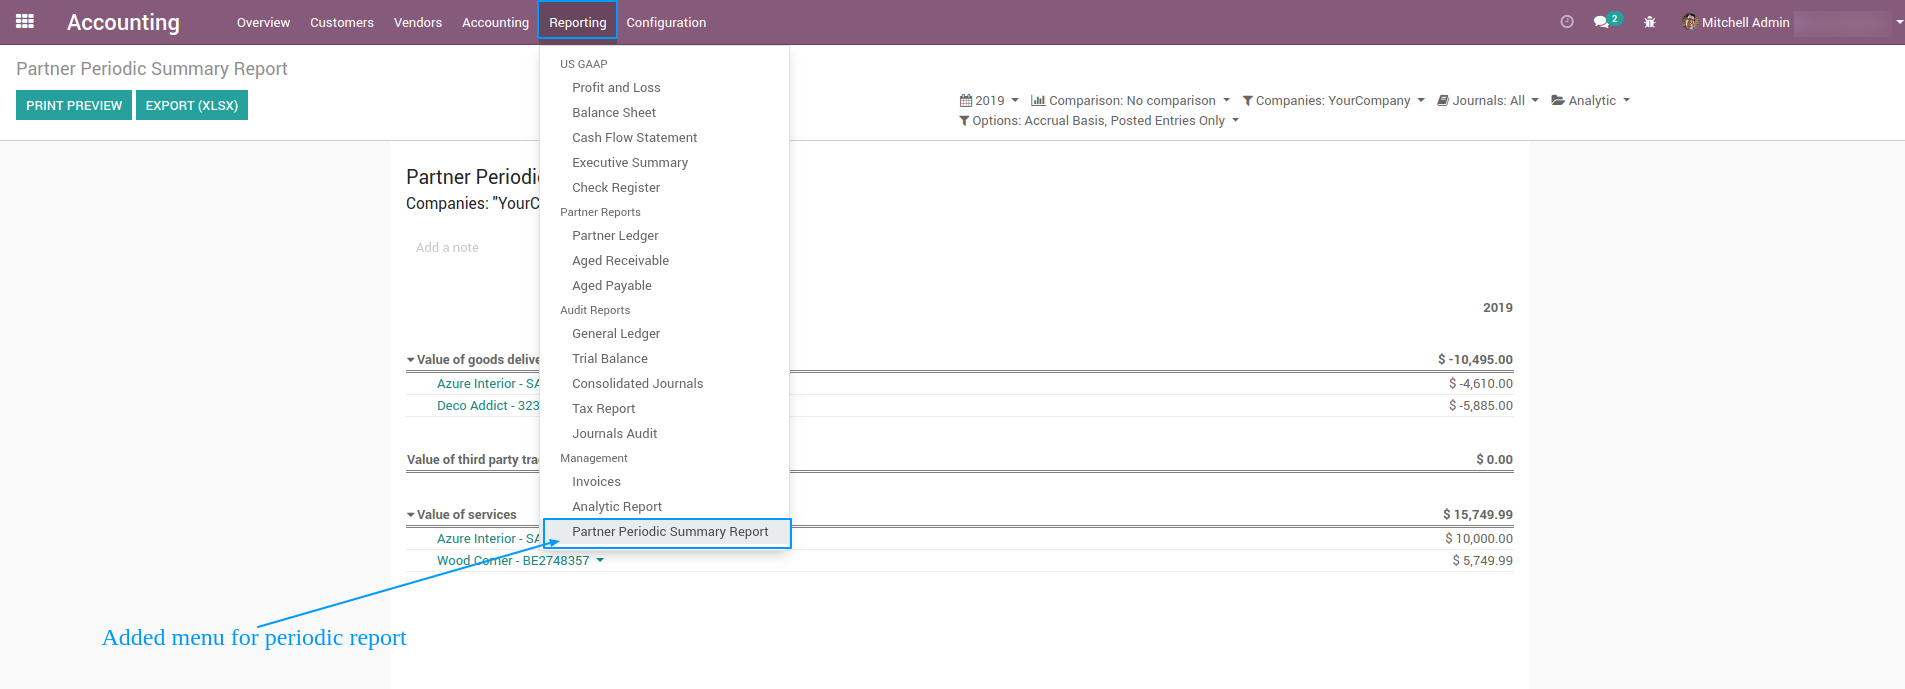 Accounting Overview Customers Vendors Accounting Reporting Configuration 2 Mitchell Admin
Partner Periodic Summary Report
PRINT PREVIEW EXPORT (XLSX)
2019 Comparison: No comparison Companies: YourCompany Journals: All Analytic
Options: Accrual Basis, Posted Entries Only
US GAAP
Profit and Loss
Balance Sheet
Cash Flow Statement
Executive Summary
Check Register
Partner Reports
Partner Ledger
Aged Receivable
Aged Payable
Audit Reports
General Ledger
Trial Balance
Consolidated Journals
Tax Report
Journals Audit
Management
Invoices
Analytic Report
Partner Periodic Summary Report
Partner Periodi
Companies: "YourC
Add a note
2019
Value of goods delive $ -10,495.00
Azure Interior - SA $ -4,610.00
Deco Addict - 323 $ -5,885.00
Value of third party tra $ 0.00
Value of services $ 15,749.99
Azure Interior - SA $ 10,000.00
Wood Corner - BE2748357 $ 5,749.99
Added menu for periodic report